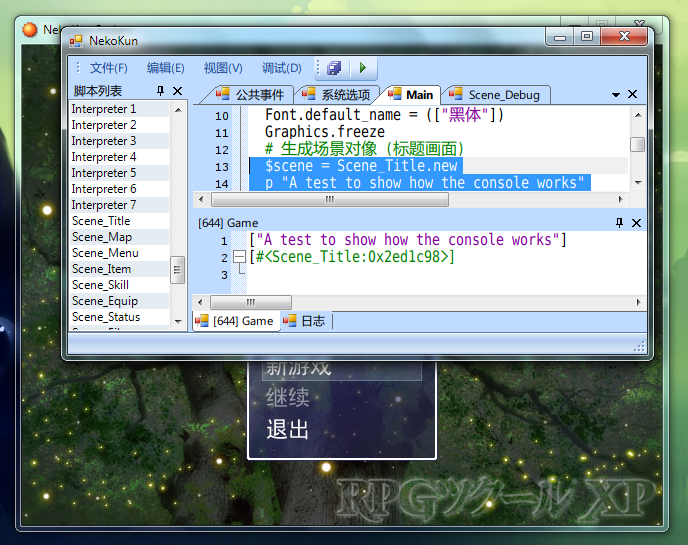 NekoKun
文件(F) 编辑(E) 视图(V) 调试(D)
脚本列表
Interpreter 1
Interpreter 2
Interpreter 3
Interpreter 4
Interpreter 5
Interpreter 6
Interpreter 7
Scene_Title
Scene_Map
Scene_Menu
Scene_Item
Scene_Skill
Scene_Equip
Scene_Status
公共事件 系统选项 Main Scene_Debug
10 Font.default_name = (["黑体"])
11 Graphics.freeze
12 # 生成场景对像 (标题画面)
13 $scene = Scene_Title.new
14 p "A test to show how the console works"
[644] Game
1 ["A test to show how the console works"]
2 [#<Scene_Title:0x2ed1c98>]
3
[644] Game 日志
新游戏
继续
退出
RPGツクール XP